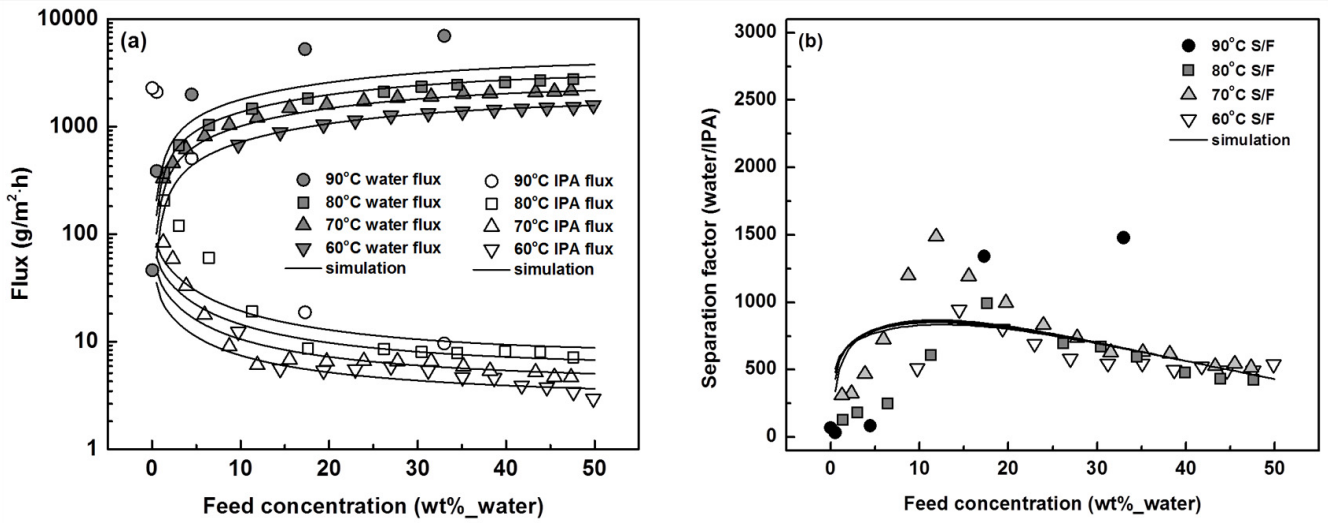 (a)
10000
1000
100
10
1
Flux (g/m²·h)
90°C water flux
80°C water flux
70°C water flux
60°C water flux
simulation
90°C IPA flux
80°C IPA flux
70°C IPA flux
60°C IPA flux
simulation
0 10 20 30 40 50
Feed concentration (wt%_water)
(b)
3000
2500
2000
1500
1000
500
0
Separation factor (water/IPA)
90°C S/F
80°C S/F
70°C S/F
60°C S/F
simulation
0 10 20 30 40 50
Feed concentration (wt%_water)